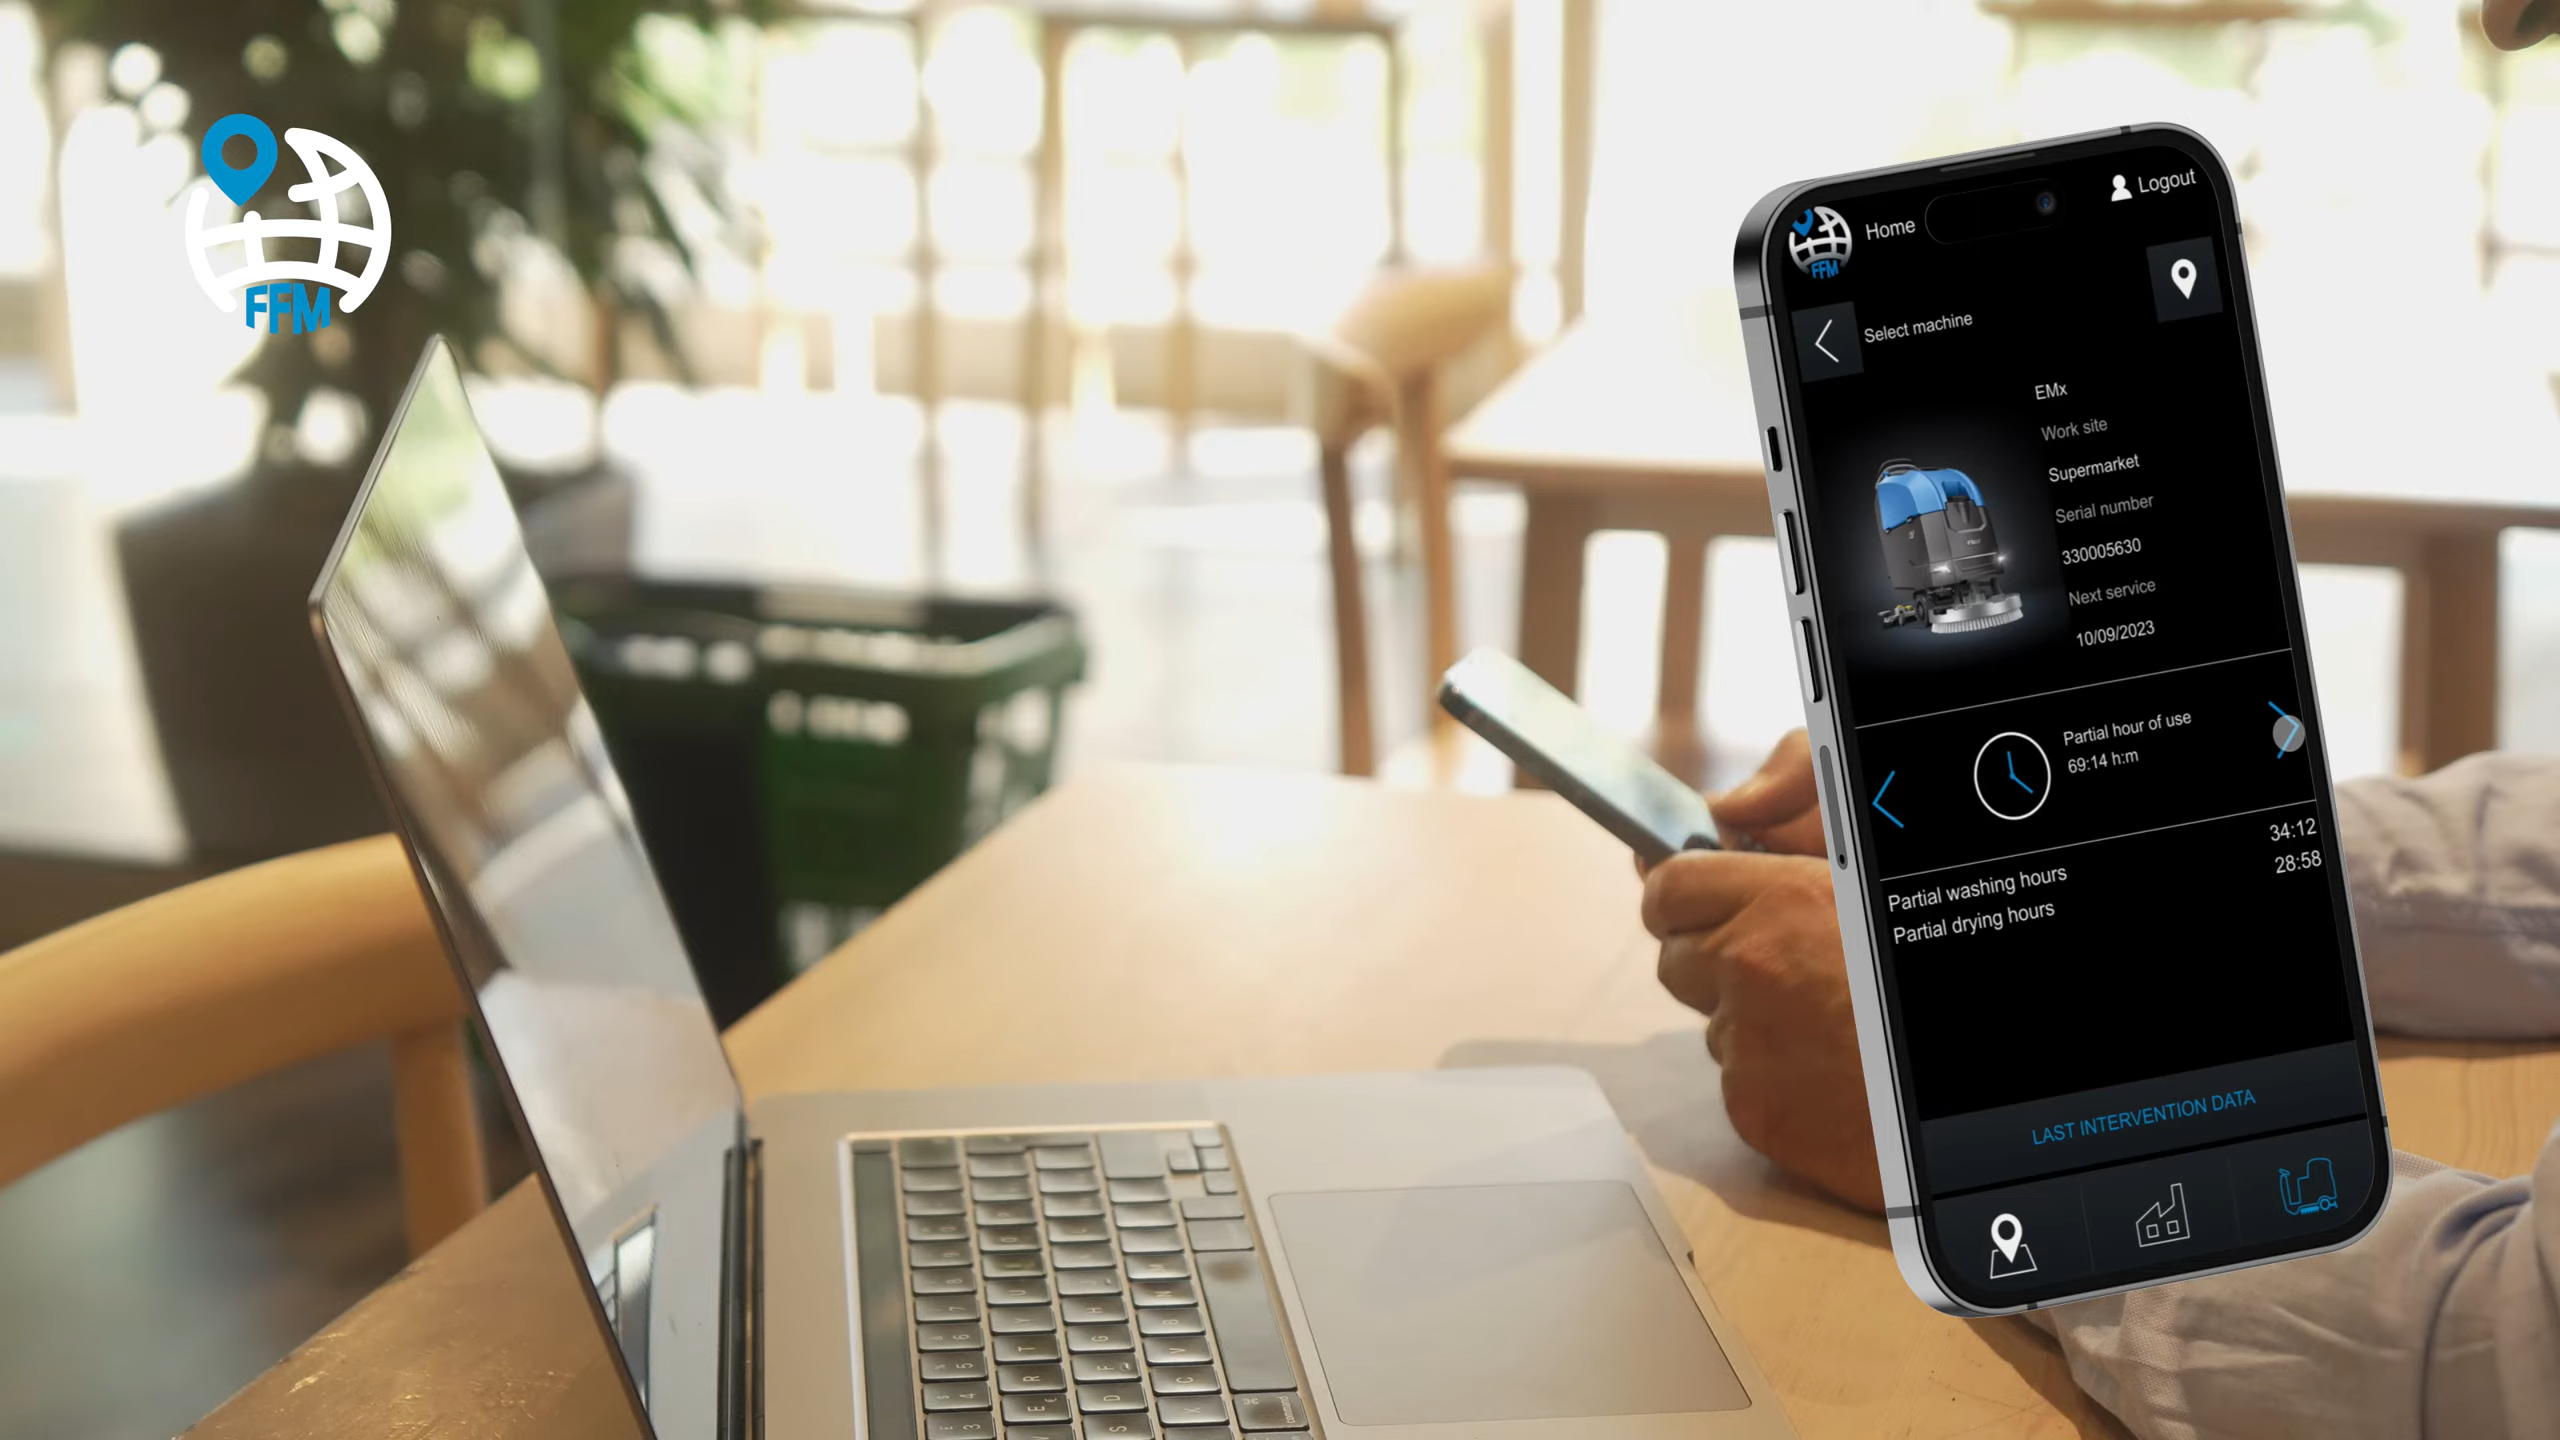 FFM
Home
Logout
FFM
Select machine
EMx
Work site
Supermarket
Serial number
330005630
Next service
10/09/2023
Partial hour of use
69:14 h:m
Partial washing hours 34:12
Partial drying hours 28:58
LAST INTERVENTION DATA